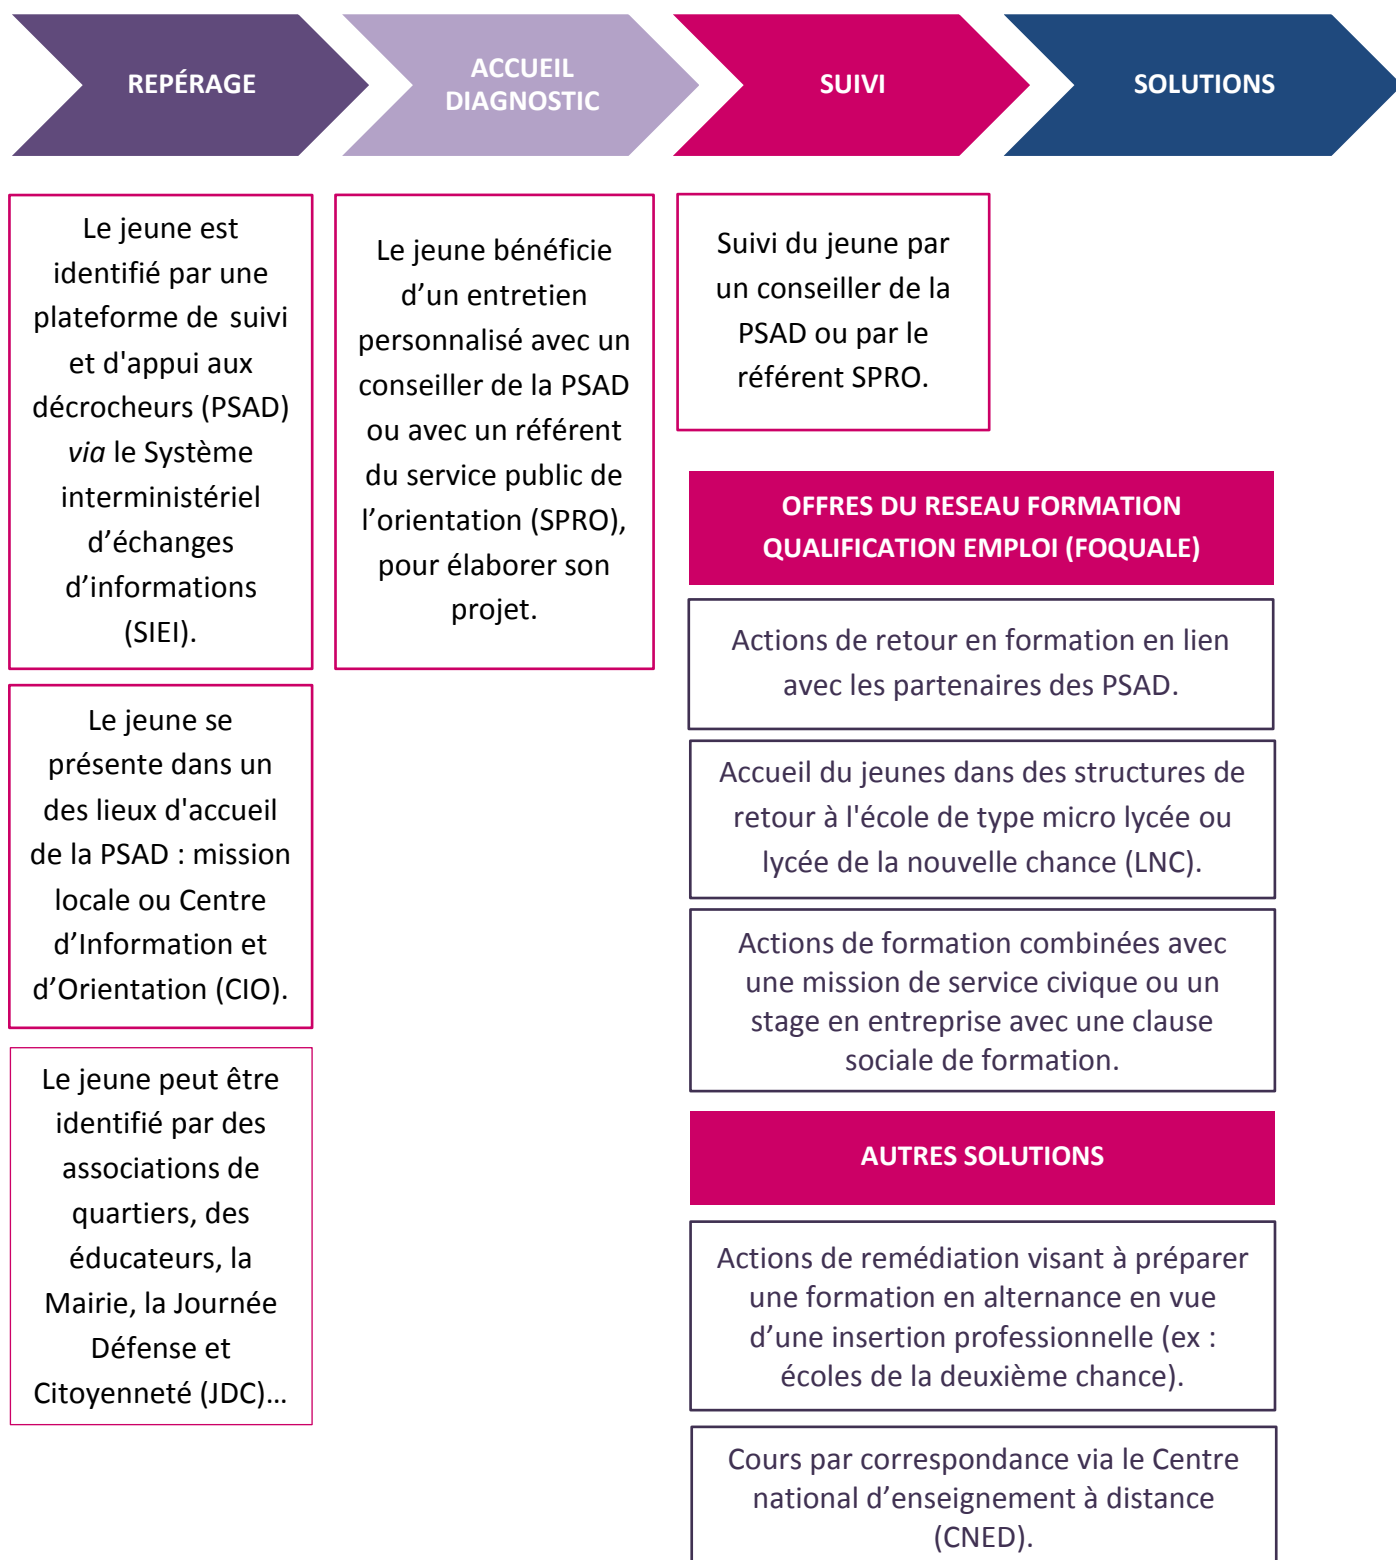 REPÉRAGE
ACCUEIL
DIAGNOSTIC
SUIVI
SOLUTIONS
Le jeune est
identifié par une
plateforme de suivi
et d'appui aux
décrocheurs (PSAD)
via le Système
interministériel
d’échanges
d’informations
(SIEI).
Le jeune se
présente dans un
des lieux d'accueil
de la PSAD : mission
locale ou Centre
d’Information et
d’Orientation (CIO).
Le jeune peut être
identifié par des
associations de
quartiers, des
éducateurs, la
Mairie, la Journée
Défense et
Citoyenneté (JDC)…
Le jeune bénéficie
d’un entretien
personnalisé avec un
conseiller de la PSAD
ou avec un référent
du service public de
l’orientation (SPRO),
pour élaborer son
projet.
Suivi du jeune par
un conseiller de la
PSAD ou par le
référent SPRO.
OFFRES DU RESEAU FORMATION
QUALIFICATION EMPLOI (FOQUALE)
Actions de retour en formation en lien
avec les partenaires des PSAD.
Accueil du jeunes dans des structures de
retour à l'école de type micro lycée ou
lycée de la nouvelle chance (LNC).
Actions de formation combinées avec
une mission de service civique ou un
stage en entreprise avec une clause
sociale de formation.
AUTRES SOLUTIONS
Actions de remédiation visant à préparer
une formation en alternance en vue
d’une insertion professionnelle (ex :
écoles de la deuxième chance).
Cours par correspondance via le Centre
national d’enseignement à distance
(CNED).